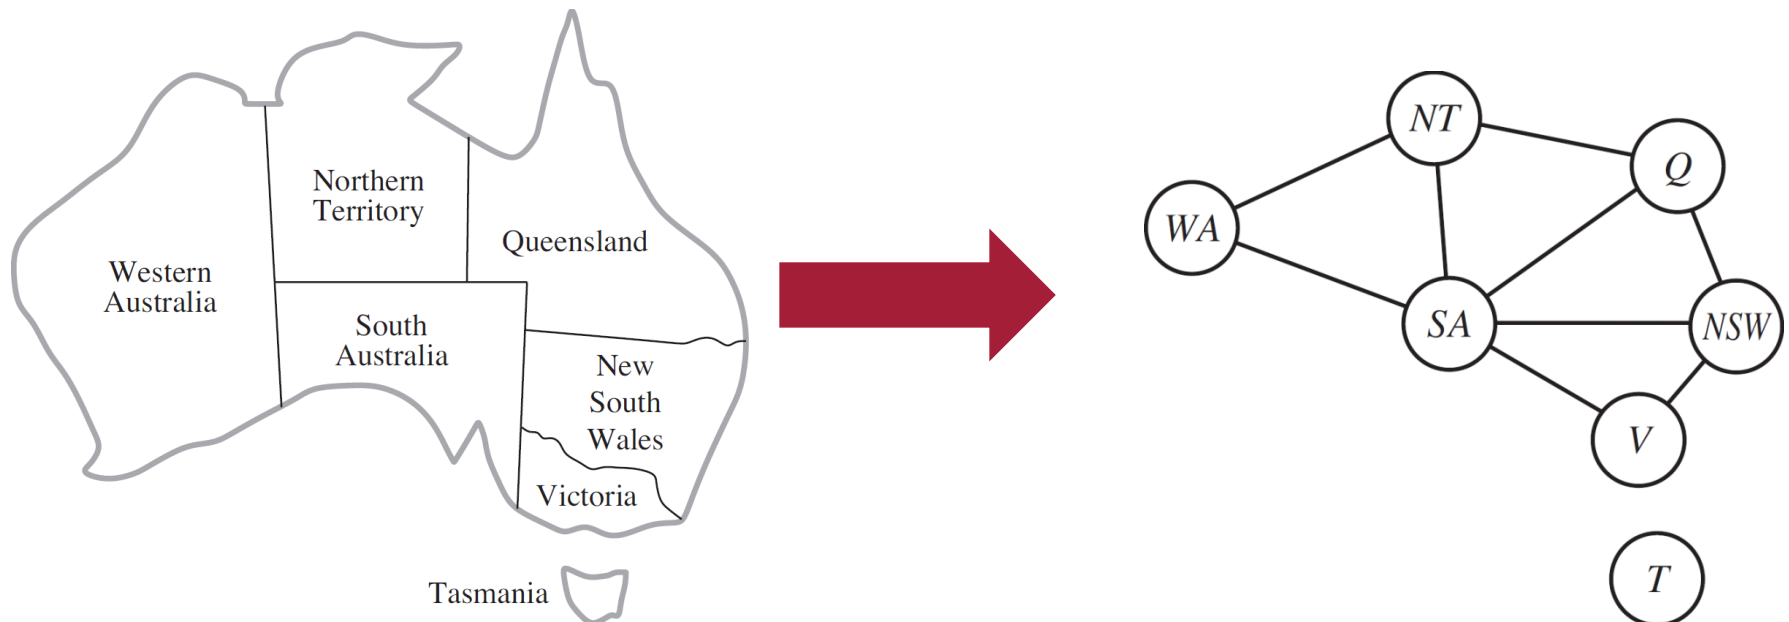 Northern
Territory
Queensland
Western
Australia
South
Australia
New
South
Wales
Victoria
Tasmania
NT
Q
WA
SA
NSW
V
T